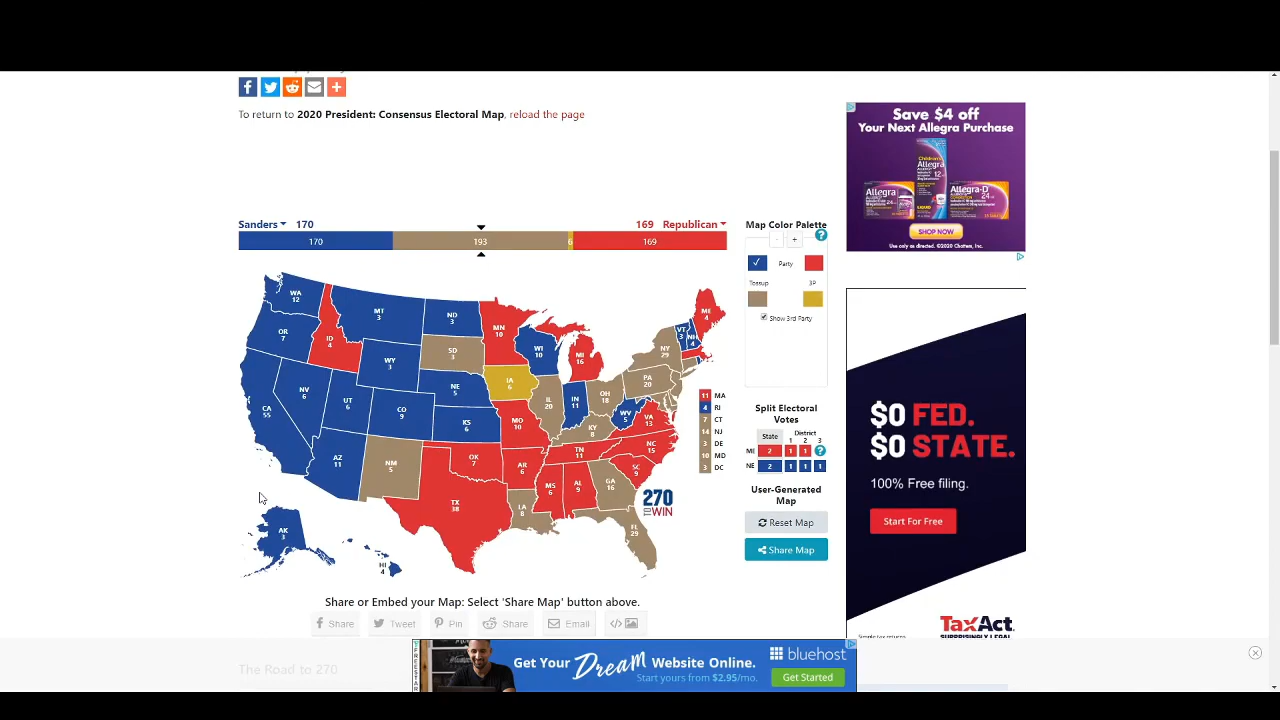 To return to 2020 President: Consensus Electoral Map, reload the page
Save $4 off
Your Next Allegra Purchase
SHOP NOW
Sanders 170
169 Republican
170
193
6
169
Map Color Palette
- +
?
✓ Party
Tossup 3P
Show 3rd Party
WA
12
OR
7
CA
55
NV
6
ID
4
MT
3
WY
3
UT
6
CO
9
AZ
11
NM
5
ND
3
SD
3
NE
5
KS
6
OK
7
TX
38
MN
10
IA
6
MO
10
AR
6
LA
8
WI
10
IL
20
MI
16
IN
11
OH
18
KY
8
TN
11
MS
6
AL
9
GA
16
FL
29
SC
9
NC
15
VA
13
WV
5
PA
20
NY
29
VT
3
NH
4
ME
4
AK
3
HI
4
11 MA
4 RI
7 CT
14 NJ
3 DE
10 MD
3 DC
270
TO WIN
Split Electoral
Votes
State
District
1 2 3
ME 2 1 1 ?
NE 2 1 1 1
User-Generated
Map
Reset Map
Share Map
Share or Embed your Map: Select 'Share Map' button above.
Share
Tweet
Pin
Share
Email
$0 FED.
$0 STATE.
100% Free filing.
Start For Free
TaxAct
The Road to 270
Get Your Dream Website Online.
Starts from $2.95/mo.
bluehost
Get Started